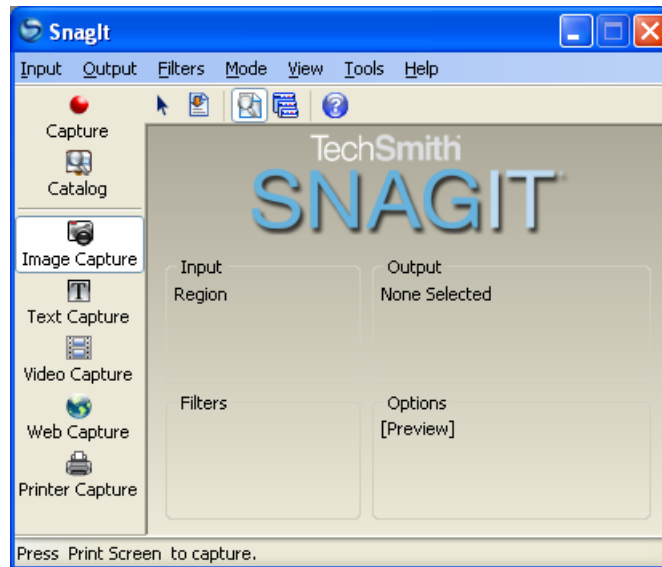 SnagIt
Input Output Filters Mode View Tools Help
Capture
Catalog
Image Capture
Text Capture
Video Capture
Web Capture
Printer Capture
TechSmith
SNAGIT
Input
Region
Output
None Selected
Filters
Options
[Preview]
Press Print Screen to capture.